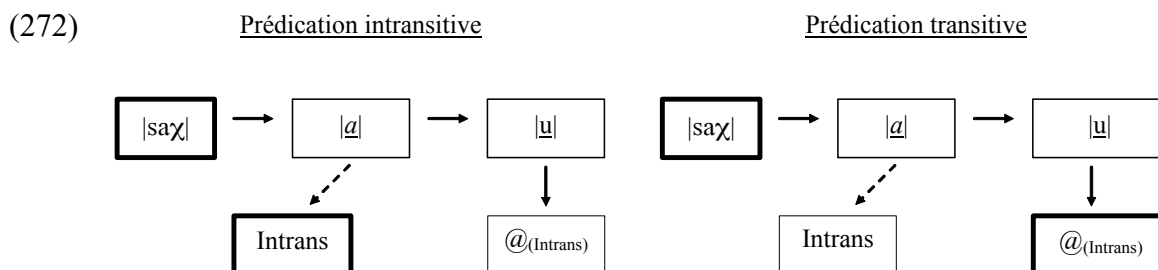 (272) Prédication intransitive Prédication transitive
|saχ| |a| |u| |saχ| |a| |u|
Intrans @(Intrans) Intrans @(Intrans)